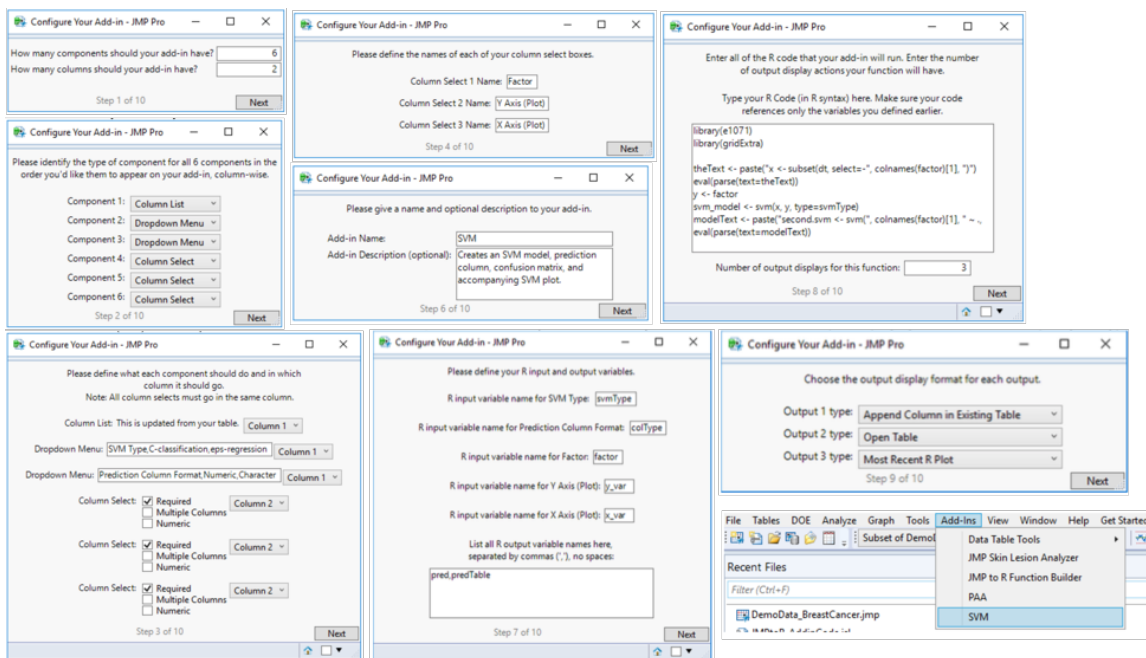 Configure Your Add-in - JMP Pro
How many components should your add-in have? 6
How many columns should your add-in have? 2
Step 1 of 10
Next
Configure Your Add-in - JMP Pro
Please identify the type of component for all 6 components in the
order you'd like them to appear on your add-in, column-wise.
Component 1: Column List
Component 2: Dropdown Menu
Component 3: Dropdown Menu
Component 4: Column Select
Component 5: Column Select
Component 6: Column Select
Step 2 of 10
Next
Configure Your Add-in - JMP Pro
Please define what each component should do and in which
column it should go.
Note: All column selects must go in the same column.
Column List: This is updated from your table. Column 1
Dropdown Menu: SVM Type,C-classification,eps-regression Column 1
Dropdown Menu: Prediction Column Format,Numeric,Character Column 1
Column Select: Required Column 2
Multiple Columns
Numeric
Column Select: Required Column 2
Multiple Columns
Numeric
Column Select: Required Column 2
Multiple Columns
Numeric
Step 3 of 10
Next
Configure Your Add-in - JMP Pro
Please define the names of each of your column select boxes.
Column Select 1 Name: Factor
Column Select 2 Name: Y Axis (Plot)
Column Select 3 Name: X Axis (Plot)
Step 4 of 10
Next
Configure Your Add-in - JMP Pro
Please give a name and optional description to your add-in.
Add-in Name: SVM
Add-in Description (optional): Creates an SVM model, prediction
column, confusion matrix, and
accompanying SVM plot.
Step 6 of 10
Next
Configure Your Add-in - JMP Pro
Please define your R input and output variables.
R input variable name for SVM Type: svmType
R input variable name for Prediction Column Format: colType
R input variable name for Factor: factor
R input variable name for Y Axis (Plot): y_var
R input variable name for X Axis (Plot): x_var
List all R output variable names here,
separated by commas (','), no spaces:
pred,predTable
Step 7 of 10
Next
Configure Your Add-in - JMP Pro
Enter all of the R code that your add-in will run. Enter the number
of output display actions your function will have.
Type your R Code (in R syntax) here. Make sure your code
references only the variables you defined earlier.
library(e1071)
library(gridExtra)
theText <- paste("x <- subset(dt, select=-", colnames(factor)[1], ")")
eval(parse(text=theText))
y <- factor
svm_model <- svm(x, y, type=svmType)
modelText <- paste("second.svm <- svm(", colnames(factor)[1], " ~ .,
eval(parse(text=modelText))
Number of output displays for this function: 3
Step 8 of 10
Next
Configure Your Add-in - JMP Pro
Choose the output display format for each output.
Output 1 type: Append Column in Existing Table
Output 2 type: Open Table
Output 3 type: Most Recent R Plot
Step 9 of 10
Next
File Tables DOE Analyze Graph Tools Add-Ins View Window Help Get Started
Subset of DemoD
Data Table Tools
JMP Skin Lesion Analyzer
JMP to R Function Builder
PAA
SVM
Recent Files
Filter (Ctrl+F)
DemoData_BreastCancer.jmp